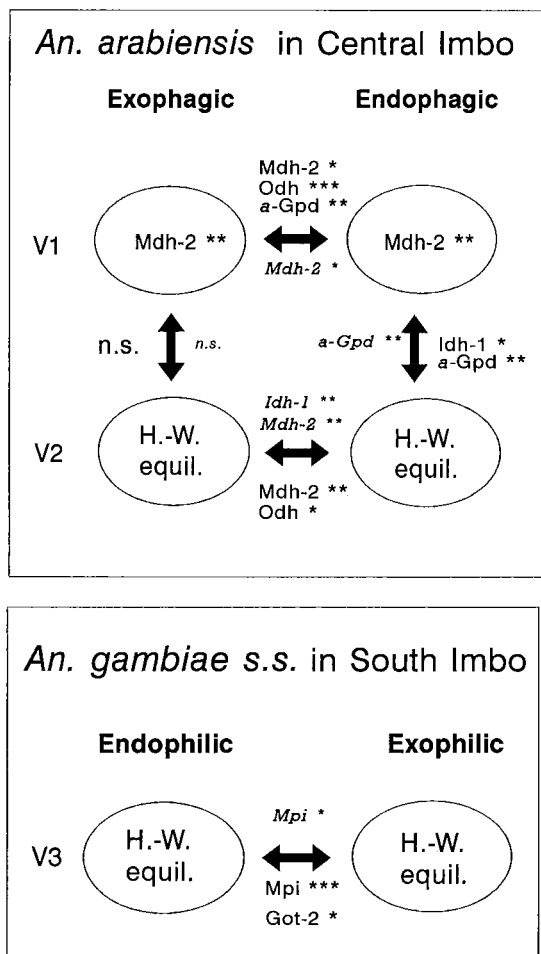 An. arabiensis in Central Imbo
Exophagic Endophagic
Mdh-2 *
Odh ***
a-Gpd **
V1 Mdh-2 ** Mdh-2 **
Mdh-2 *
n.s. n.s. a-Gpd ** Idh-1 *
a-Gpd **
Idh-1 **
Mdh-2 **
V2 H.-W. H.-W.
equil. equil.
Mdh-2 **
Odh *
An. gambiae s.s. in South Imbo
Endophilic Exophilic
Mpi *
V3 H.-W. H.-W.
equil. equil.
Mpi ***
Got-2 *